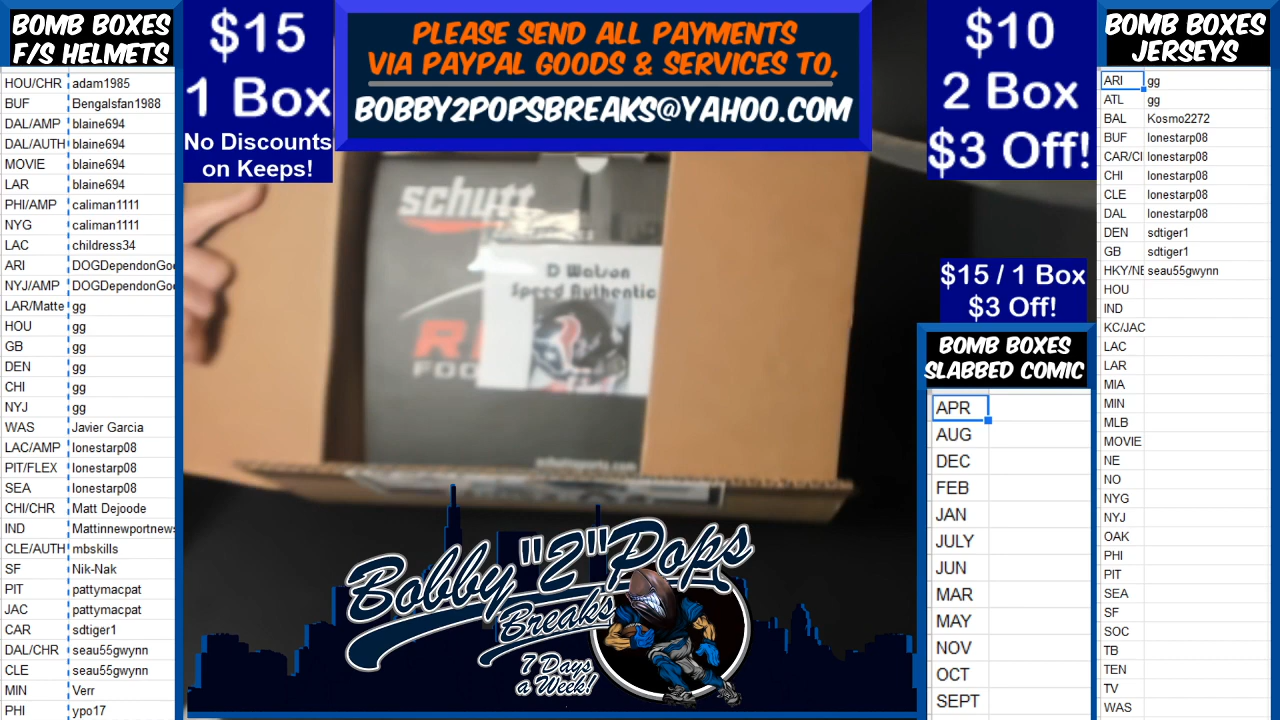 BOMB BOXES
F/S HELMETS
HOU/CHR adam1985
BUF Bengalsfan1988
DAL/AMP blaine694
DAL/AUTH blaine694
MOVIE blaine694
LAR blaine694
PHI/AMP caliman1111
NYG caliman1111
LAC childress34
ARI DOGDependonGoe
NYJ/AMP DOGDependonGoe
LAR/Matte gg
HOU gg
GB gg
DEN gg
CHI gg
NYJ gg
WAS Javier Garcia
LAC/AMP lonestarp08
PIT/FLEX lonestarp08
SEA lonestarp08
CHI/CHR Matt Dejoode
IND Mattinnewportnews
CLE/AUTH mbskills
SF Nik-Nak
PIT pattymacpat
JAC pattymacpat
CAR sdtiger1
DAL/CHR seau55gwynn
CLE seau55gwynn
MIN Verr
PHI ypo17
$15
1 Box
No Discounts
on Keeps!
PLEASE SEND ALL PAYMENTS
VIA PAYPAL GOODS & SERVICES TO,
BOBBY2POPSBREAKS@YAHOO.COM
schutt
D Watson
Speed Authentic
Bobby "2" Pops
Breaks
7 Days
a Week!
$10
2 Box
$3 Off!
$15 / 1 Box
$3 Off!
BOMB BOXES
SLABBED COMIC
APR
AUG
DEC
FEB
JAN
JULY
JUN
MAR
MAY
NOV
OCT
SEPT
BOMB BOXES
JERSEYS
ARI gg
ATL gg
BAL Kosmo2272
BUF lonestarp08
CAR/CI lonestarp08
CHI lonestarp08
CLE lonestarp08
DAL lonestarp08
DEN sdtiger1
GB sdtiger1
HKY/NE seau55gwynn
HOU
IND
KC/JAC
LAC
LAR
MIA
MIN
MLB
MOVIE
NE
NO
NYG
NYJ
OAK
PHI
PIT
SEA
SF
SOC
TB
TEN
TV
WAS